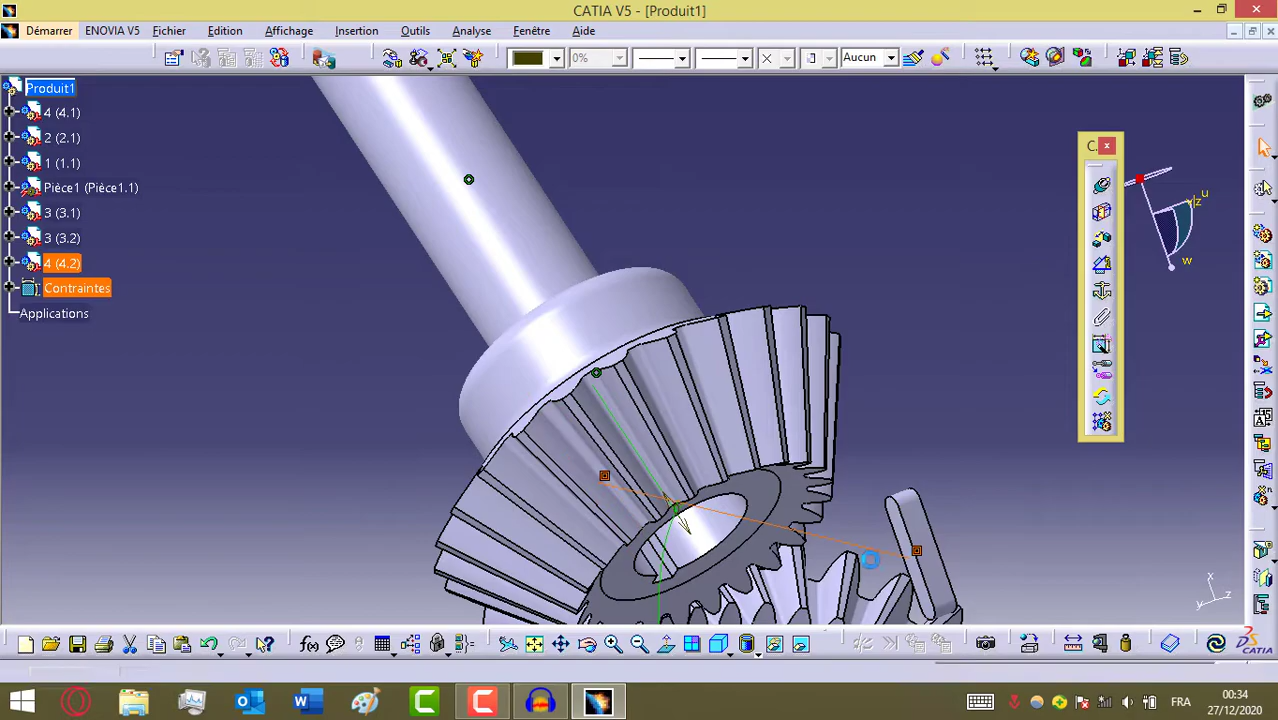 CATIA V5 - [Produit1]
Démarrer ENOVIA V5 Fichier Edition Affichage Insertion Outils Analyse Fenêtre Aide
0% Aucun
Produit1
4 (4.1)
2 (2.1)
1 (1.1)
Pièce1 (Pièce1.1)
3 (3.1)
3 (3.2)
4 (4.2)
Contraintes
Applications
C.
u
z
w
x
y z
f(x)
CATIA
W
C C
FRA
00:34
27/12/2020